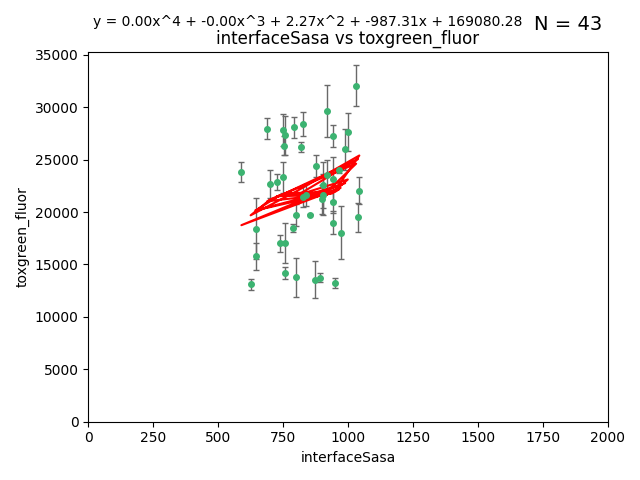 y = 0.00x^4 + -0.00x^3 + 2.27x^2 + -987.31x + 169080.28 N = 43
interfaceSasa vs toxgreen_fluor
35000
30000
25000
20000
15000
10000
5000
0
toxgreen_fluor
0 250 500 750 1000 1250 1500 1750 2000
interfaceSasa